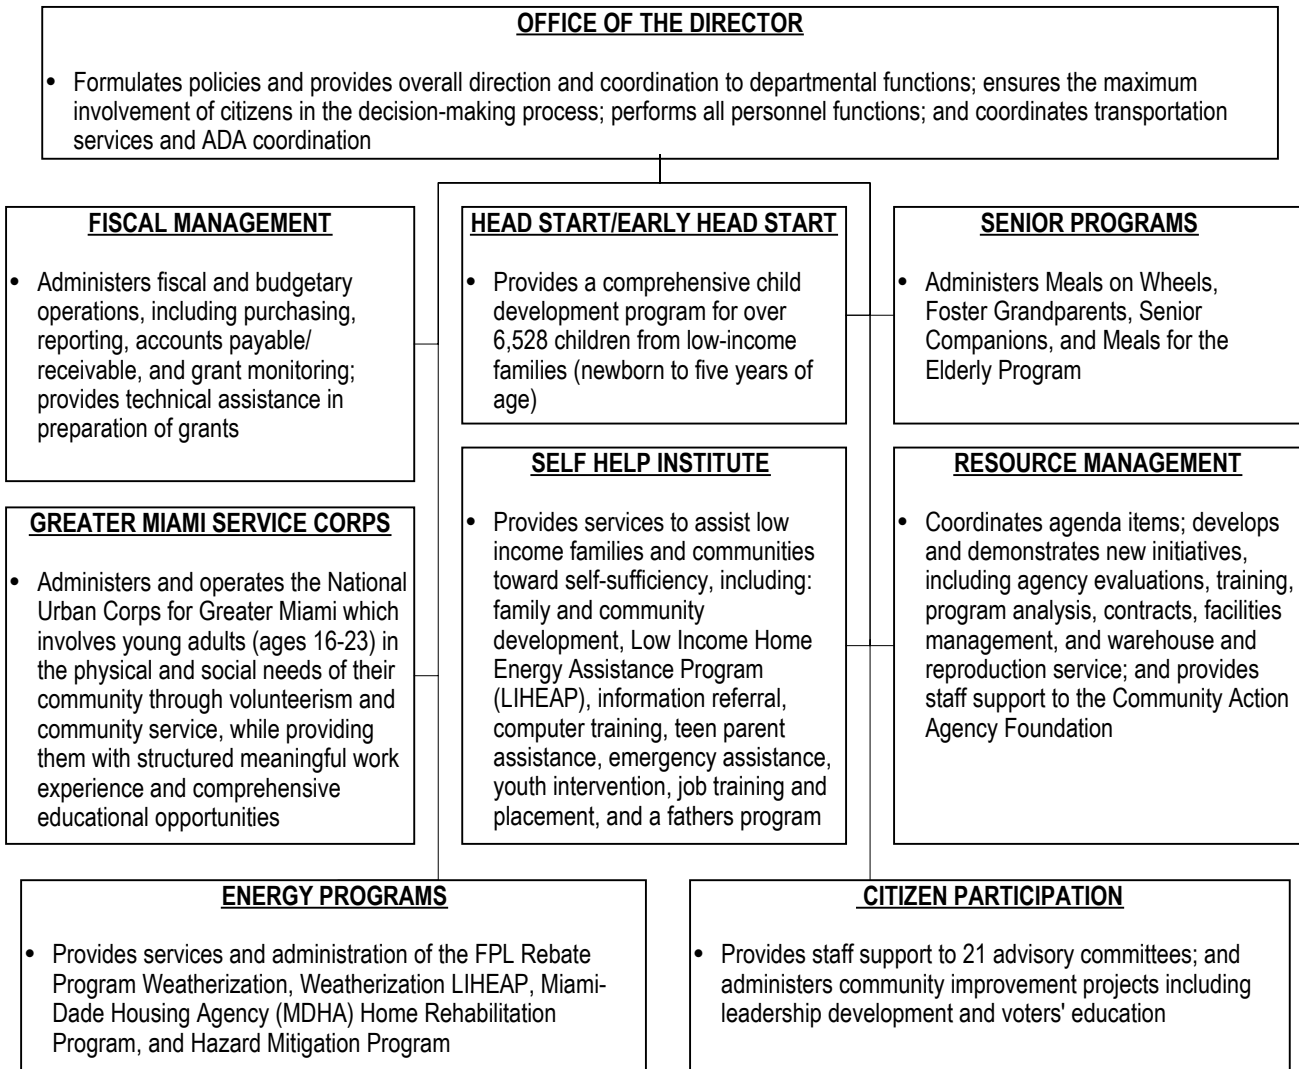 OFFICE OF THE DIRECTOR
• Formulates policies and provides overall direction and coordination to departmental functions; ensures the maximum
involvement of citizens in the decision-making process; performs all personnel functions; and coordinates transportation
services and ADA coordination
FISCAL MANAGEMENT
• Administers fiscal and budgetary
operations, including purchasing,
reporting, accounts payable/
receivable, and grant monitoring;
provides technical assistance in
preparation of grants
HEAD START/EARLY HEAD START
• Provides a comprehensive child
development program for over
6,528 children from low-income
families (newborn to five years of
age)
SENIOR PROGRAMS
• Administers Meals on Wheels,
Foster Grandparents, Senior
Companions, and Meals for the
Elderly Program
GREATER MIAMI SERVICE CORPS
• Administers and operates the National
Urban Corps for Greater Miami which
involves young adults (ages 16-23) in
the physical and social needs of their
community through volunteerism and
community service, while providing
them with structured meaningful work
experience and comprehensive
educational opportunities
SELF HELP INSTITUTE
• Provides services to assist low
income families and communities
toward self-sufficiency, including:
family and community
development, Low Income Home
Energy Assistance Program
(LIHEAP), information referral,
computer training, teen parent
assistance, emergency assistance,
youth intervention, job training and
placement, and a fathers program
RESOURCE MANAGEMENT
• Coordinates agenda items; develops
and demonstrates new initiatives,
including agency evaluations, training,
program analysis, contracts, facilities
management, and warehouse and
reproduction service; and provides
staff support to the Community Action
Agency Foundation
ENERGY PROGRAMS
• Provides services and administration of the FPL Rebate
Program Weatherization, Weatherization LIHEAP, Miami-
Dade Housing Agency (MDHA) Home Rehabilitation
Program, and Hazard Mitigation Program
CITIZEN PARTICIPATION
• Provides staff support to 21 advisory committees; and
administers community improvement projects including
leadership development and voters' education